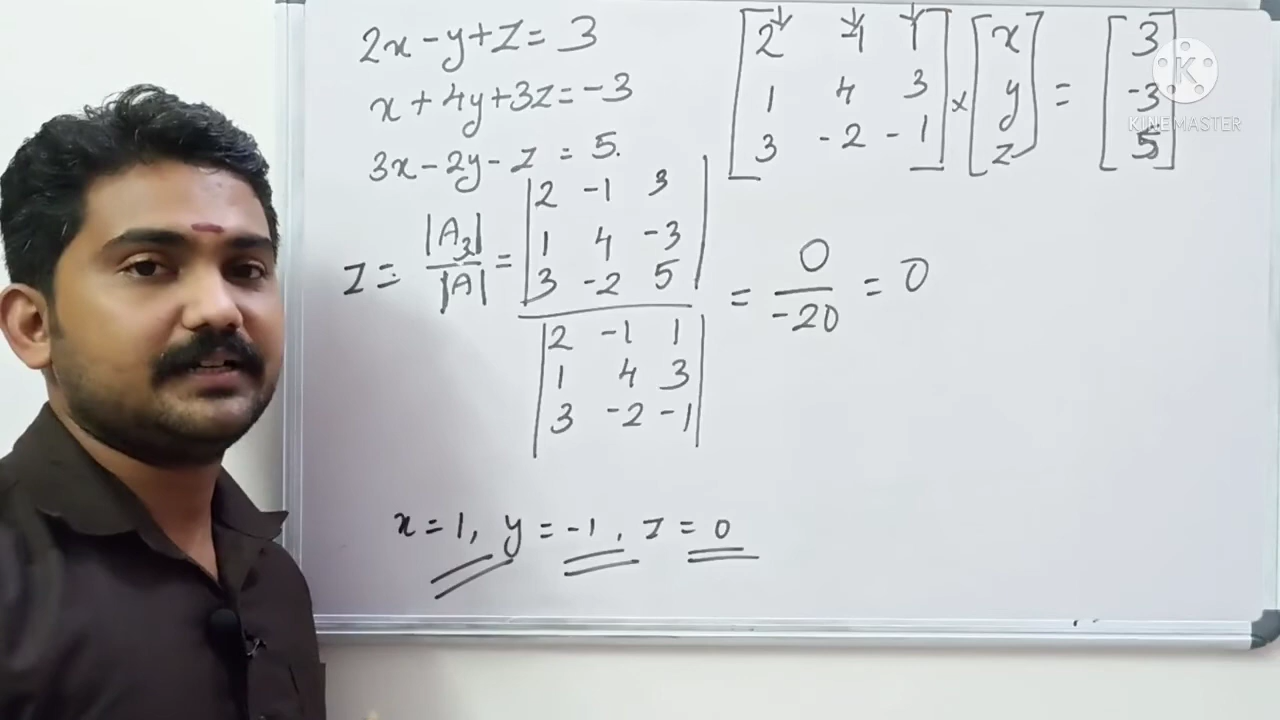 2x-y+z=3
x+4y+3z=-3
3x-2y-z=5.
[2 -1 1] × [x] = [3]
[1 4 3] [y] [-3]
[3 -2 -1] [z] [5]
KINEMASTER
z = |A3|/|A| = |2 -1 3| / |2 -1 1| = 0/-20 = 0
|1 4 -3| |1 4 3|
|3 -2 5| |3 -2 -1|
x=1, y=-1, z=0